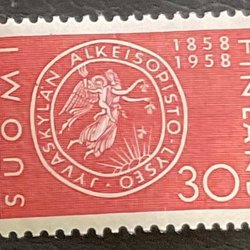 SUOMI
JYVÄSKYLÄN ALKEISOPISTO-LYSEO
1858
1958
30